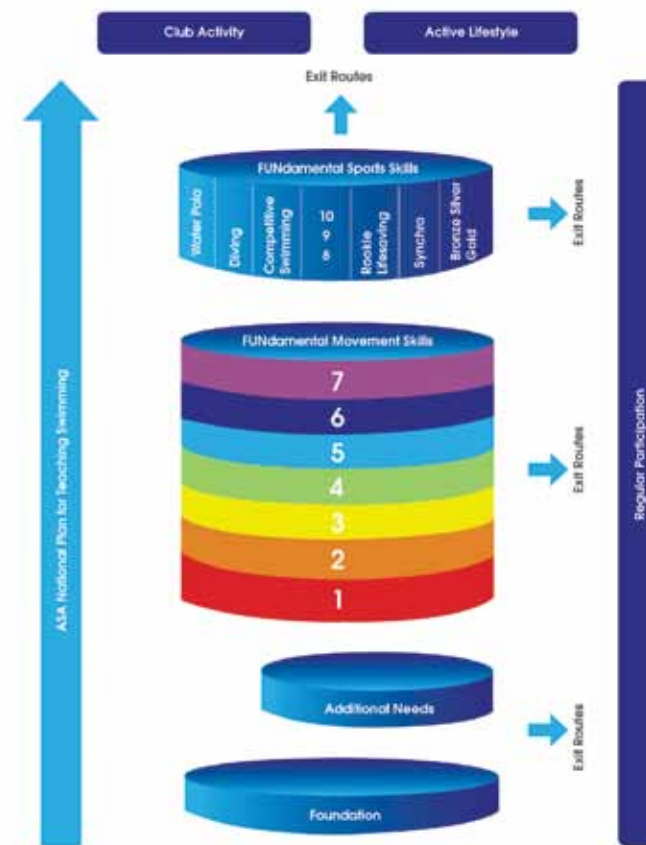 Club Activity
Active Lifestyle
Exit Routes
FUNdamental Sports Skills
Water Polo
Diving
Competitive
Swimming
10
9
8
Rookie
Lifesaving
Synchro
Bronze Silver
Gold
Exit Routes
FUNdamental Movement Skills
7
6
5
4
3
2
1
Exit Routes
Additional Needs
Foundation
Exit Routes
ASA National Plan for Teaching Swimming
Regular Participation